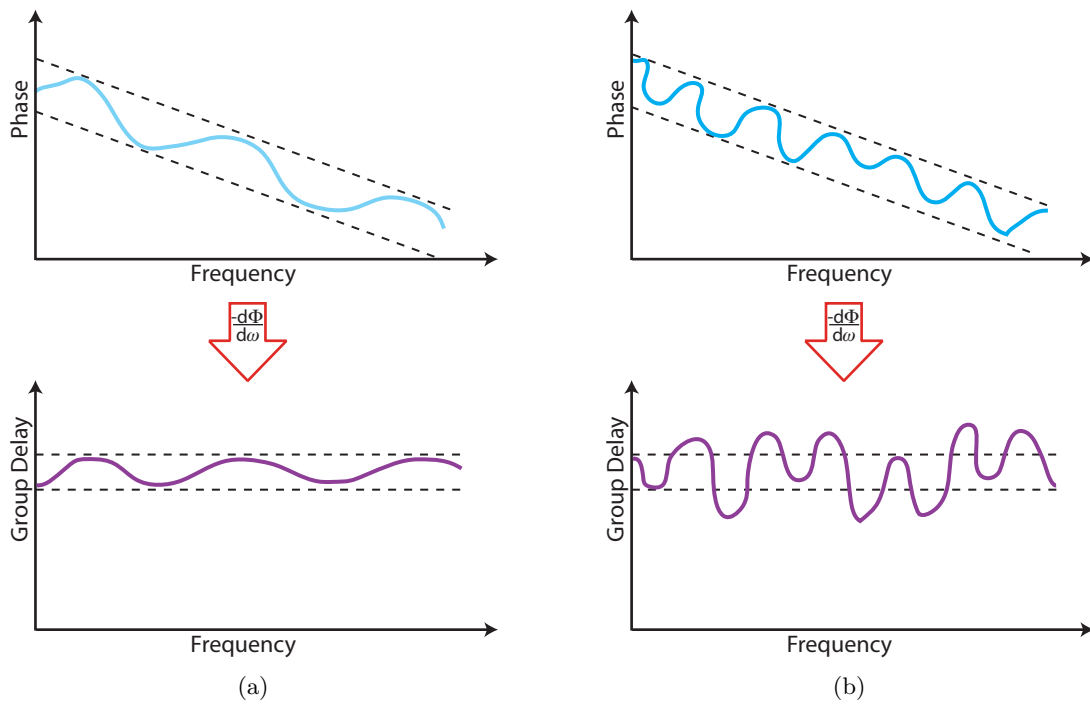 Phase
Frequency
-dΦ
dω
Group Delay
Frequency
(a)
Phase
Frequency
-dΦ
dω
Group Delay
Frequency
(b)